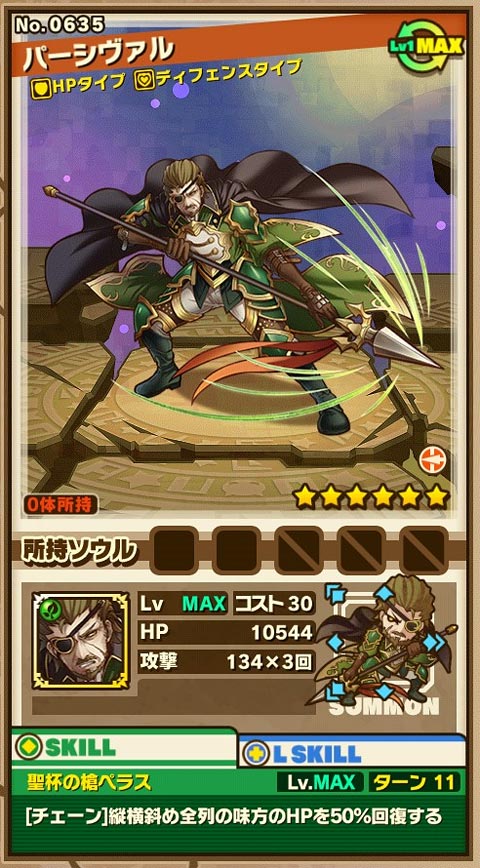 No.0635
パーシヴァル
Lv1 MAX
HPタイプ ディフェンスタイプ
0体所持
所持ソウル
Lv MAX コスト 30
HP 10544
攻撃 134×3回
SUMMON
SKILL
L SKILL
聖杯の槍ペラス Lv.MAX ターン 11
[チェーン]縦横斜め全列の味方のHPを50%回復する